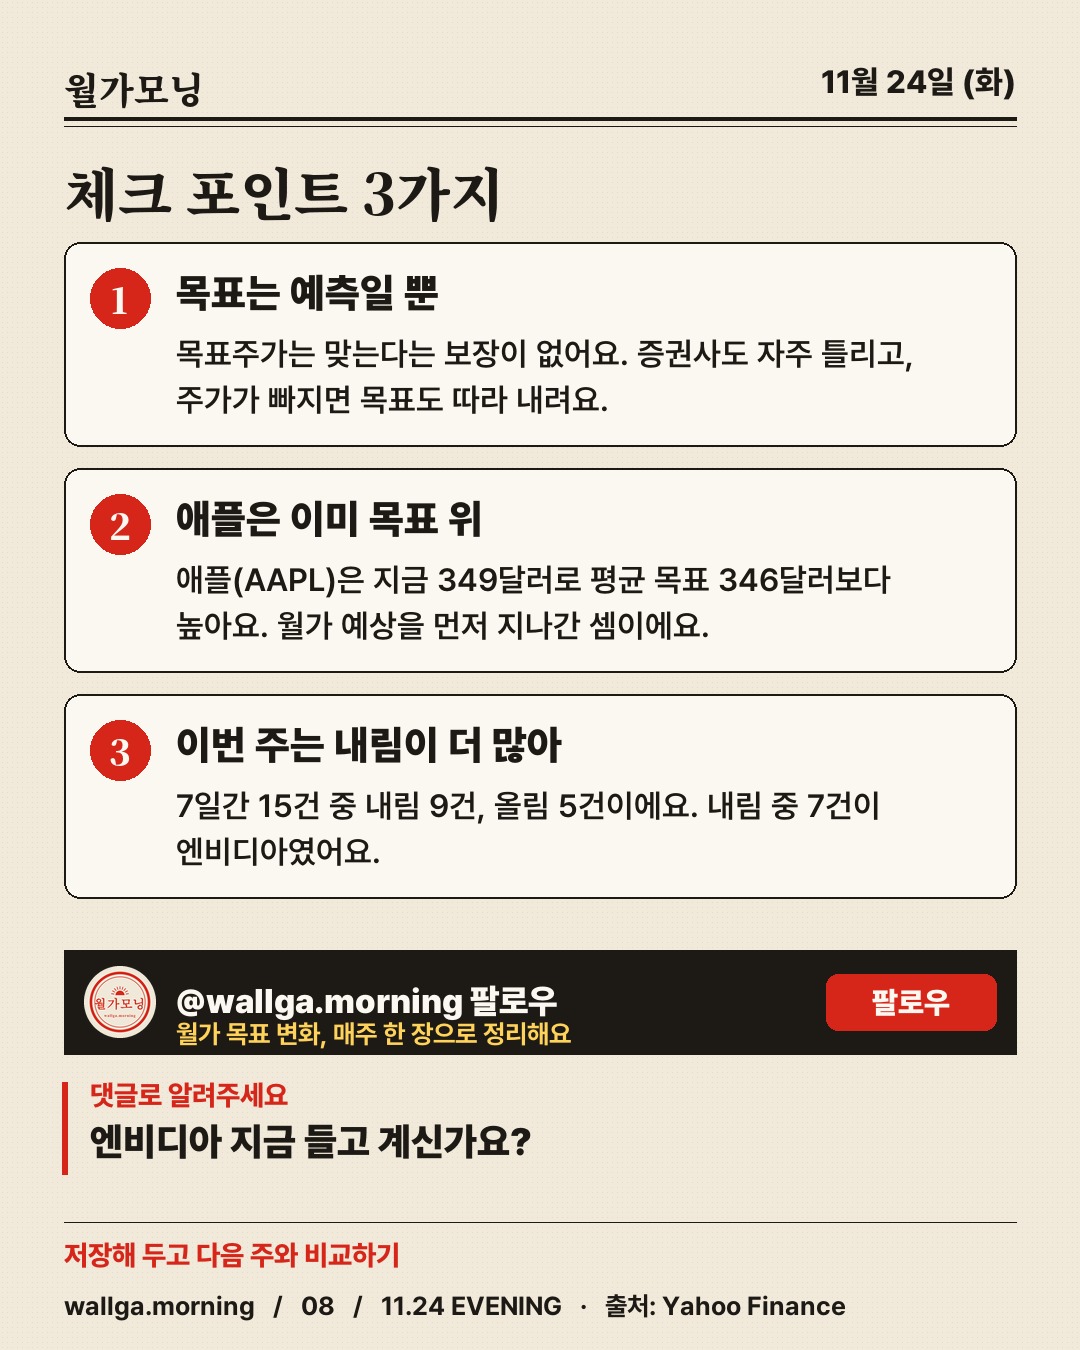 월가모닝
11월 24일 (화)
체크 포인트 3가지
1
목표는 예측일 뿐
목표주가는 맞는다는 보장이 없어요. 증권사도 자주 틀리고,
주가가 빠지면 목표도 따라 내려요.
2
애플은 이미 목표 위
애플(AAPL)은 지금 349달러로 평균 목표 346달러보다
높아요. 월가 예상을 먼저 지나간 셈이에요.
3
이번 주는 내림이 더 많아
7일간 15건 중 내림 9건, 올림 5건이에요. 내림 중 7건이
엔비디아였어요.
월가모닝
wallga.morning
@wallga.morning 팔로우
월가 목표 변화, 매주 한 장으로 정리해요
팔로우
댓글로 알려주세요
엔비디아 지금 들고 계신가요?
저장해 두고 다음 주와 비교하기
wallga.morning / 08 / 11.24 EVENING · 출처: Yahoo Finance